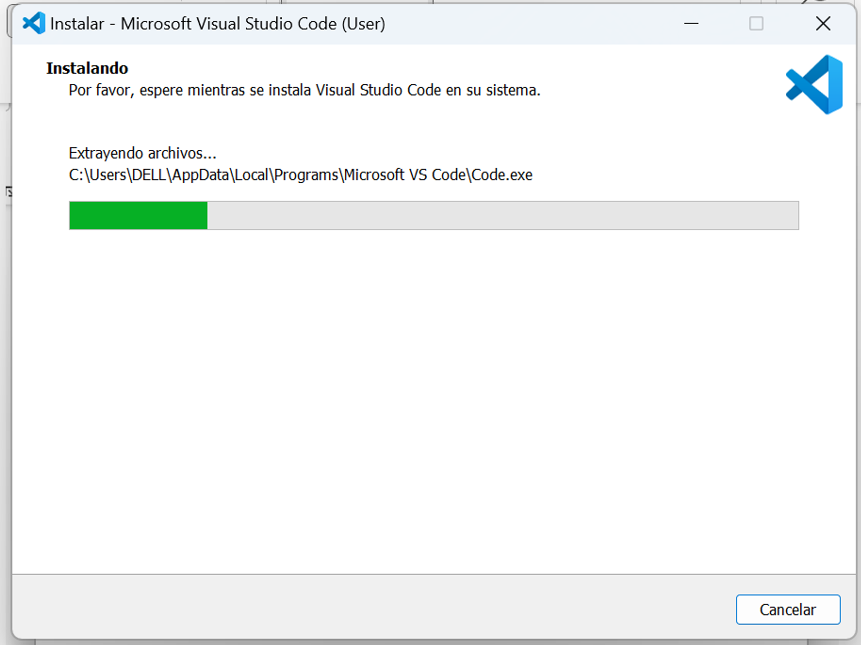 Instalar - Microsoft Visual Studio Code (User)
Instalando
Por favor, espere mientras se instala Visual Studio Code en su sistema.
Extrayendo archivos...
C:\Users\DELL\AppData\Local\Programs\Microsoft VS Code\Code.exe
Cancelar